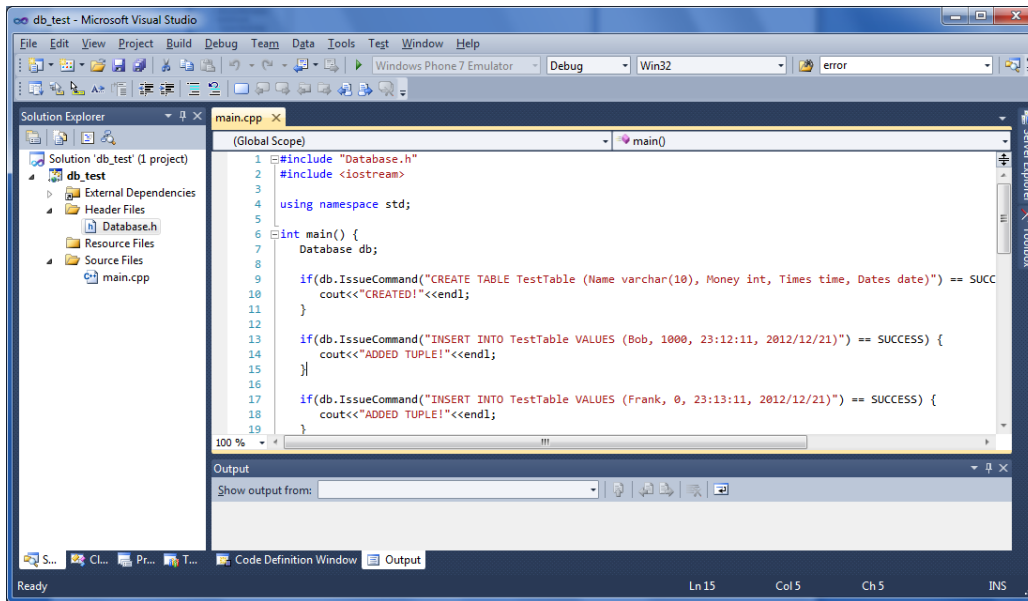 db_test - Microsoft Visual Studio
File Edit View Project Build Debug Team Data Tools Test Window Help
Windows Phone 7 Emulator Debug Win32 error
Solution Explorer
Solution 'db_test' (1 project)
db_test
External Dependencies
Header Files
Database.h
Resource Files
Source Files
main.cpp
main.cpp
(Global Scope) main()
1 #include "Database.h"
2 #include <iostream>
3
4 using namespace std;
5
6 int main() {
7 Database db;
8
9 if(db.IssueCommand("CREATE TABLE TestTable (Name varchar(10), Money int, Times time, Dates date)") == SUCC
10 cout<<"CREATED!"<<endl;
11 }
12
13 if(db.IssueCommand("INSERT INTO TestTable VALUES (Bob, 1000, 23:12:11, 2012/12/21)") == SUCCESS) {
14 cout<<"ADDED TUPLE!"<<endl;
15 }
16
17 if(db.IssueCommand("INSERT INTO TestTable VALUES (Frank, 0, 23:13:11, 2012/12/21)") == SUCCESS) {
18 cout<<"ADDED TUPLE!"<<endl;
19 }
100 %
Server Explorer
Toolbox
Output
Show output from:
S... Cl... Pr... T...
Code Definition Window Output
Ready Ln 15 Col 5 Ch 5 INS